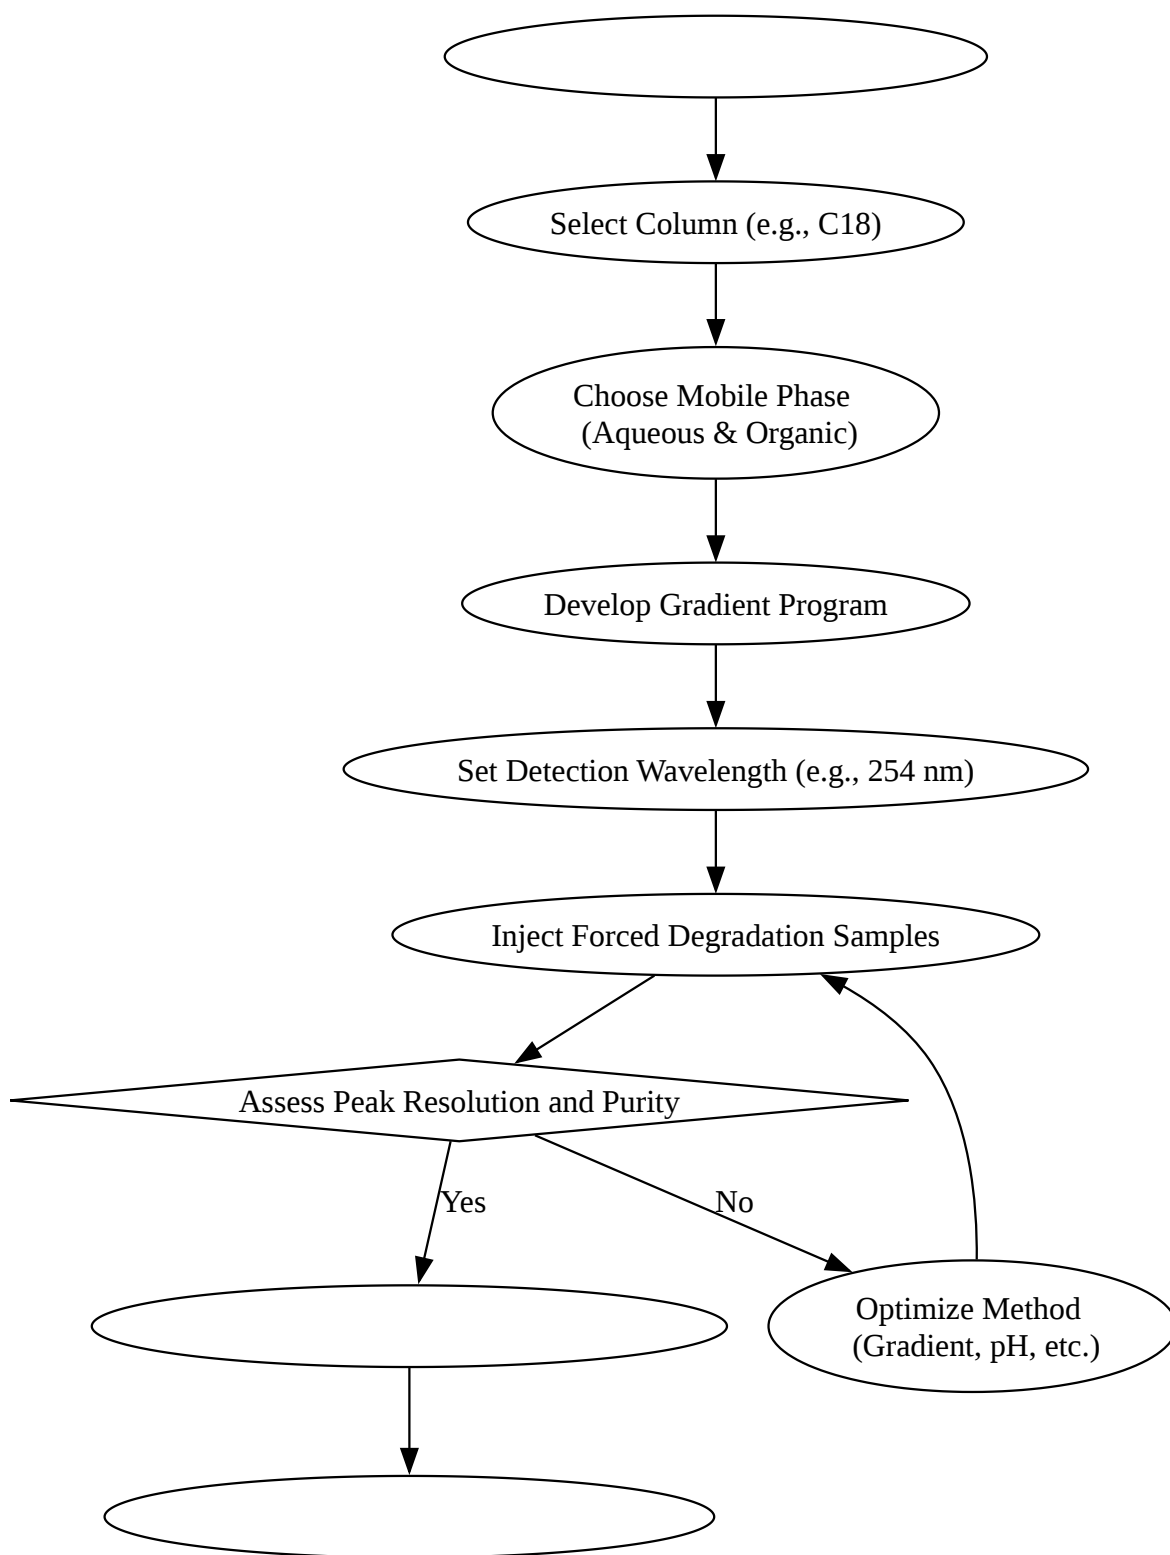 Select Column (e.g., C18)
Choose Mobile Phase
(Aqueous & Organic)
Develop Gradient Program
Set Detection Wavelength (e.g., 254 nm)
Inject Forced Degradation Samples
Assess Peak Resolution and Purity
Yes
No
Optimize Method
(Gradient, pH, etc.)